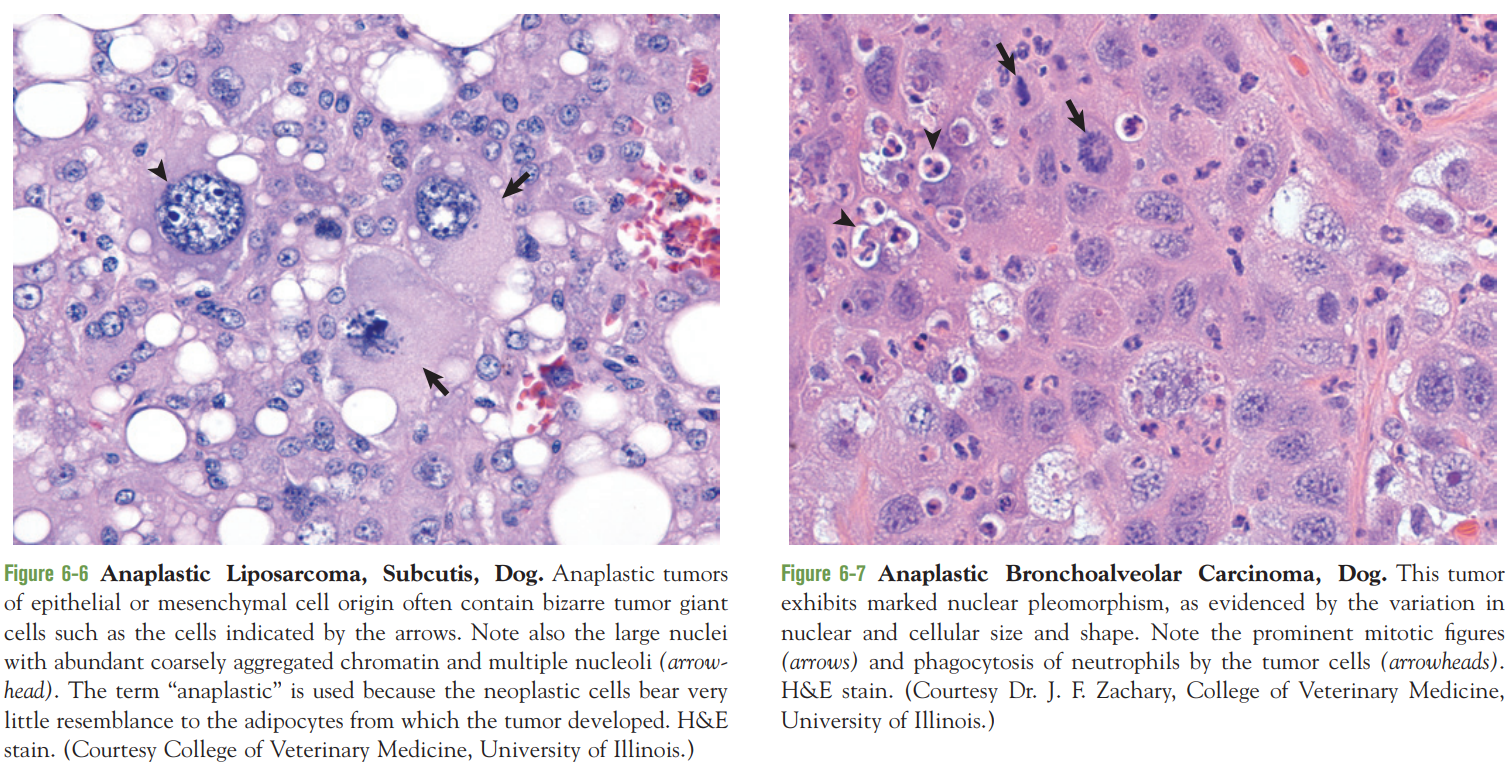 Figure 6-6 Anaplastic Liposarcoma, Subcutis, Dog. Anaplastic tumors
of epithelial or mesenchymal cell origin often contain bizarre tumor giant
cells such as the cells indicated by the arrows. Note also the large nuclei
with abundant coarsely aggregated chromatin and multiple nucleoli (arrow-
head). The term “anaplastic” is used because the neoplastic cells bear very
little resemblance to the adipocytes from which the tumor developed. H&E
stain. (Courtesy College of Veterinary Medicine, University of Illinois.)
Figure 6-7 Anaplastic Bronchoalveolar Carcinoma, Dog. This tumor
exhibits marked nuclear pleomorphism, as evidenced by the variation in
nuclear and cellular size and shape. Note the prominent mitotic figures
(arrows) and phagocytosis of neutrophils by the tumor cells (arrowheads).
H&E stain. (Courtesy Dr. J. F. Zachary, College of Veterinary Medicine,
University of Illinois.)